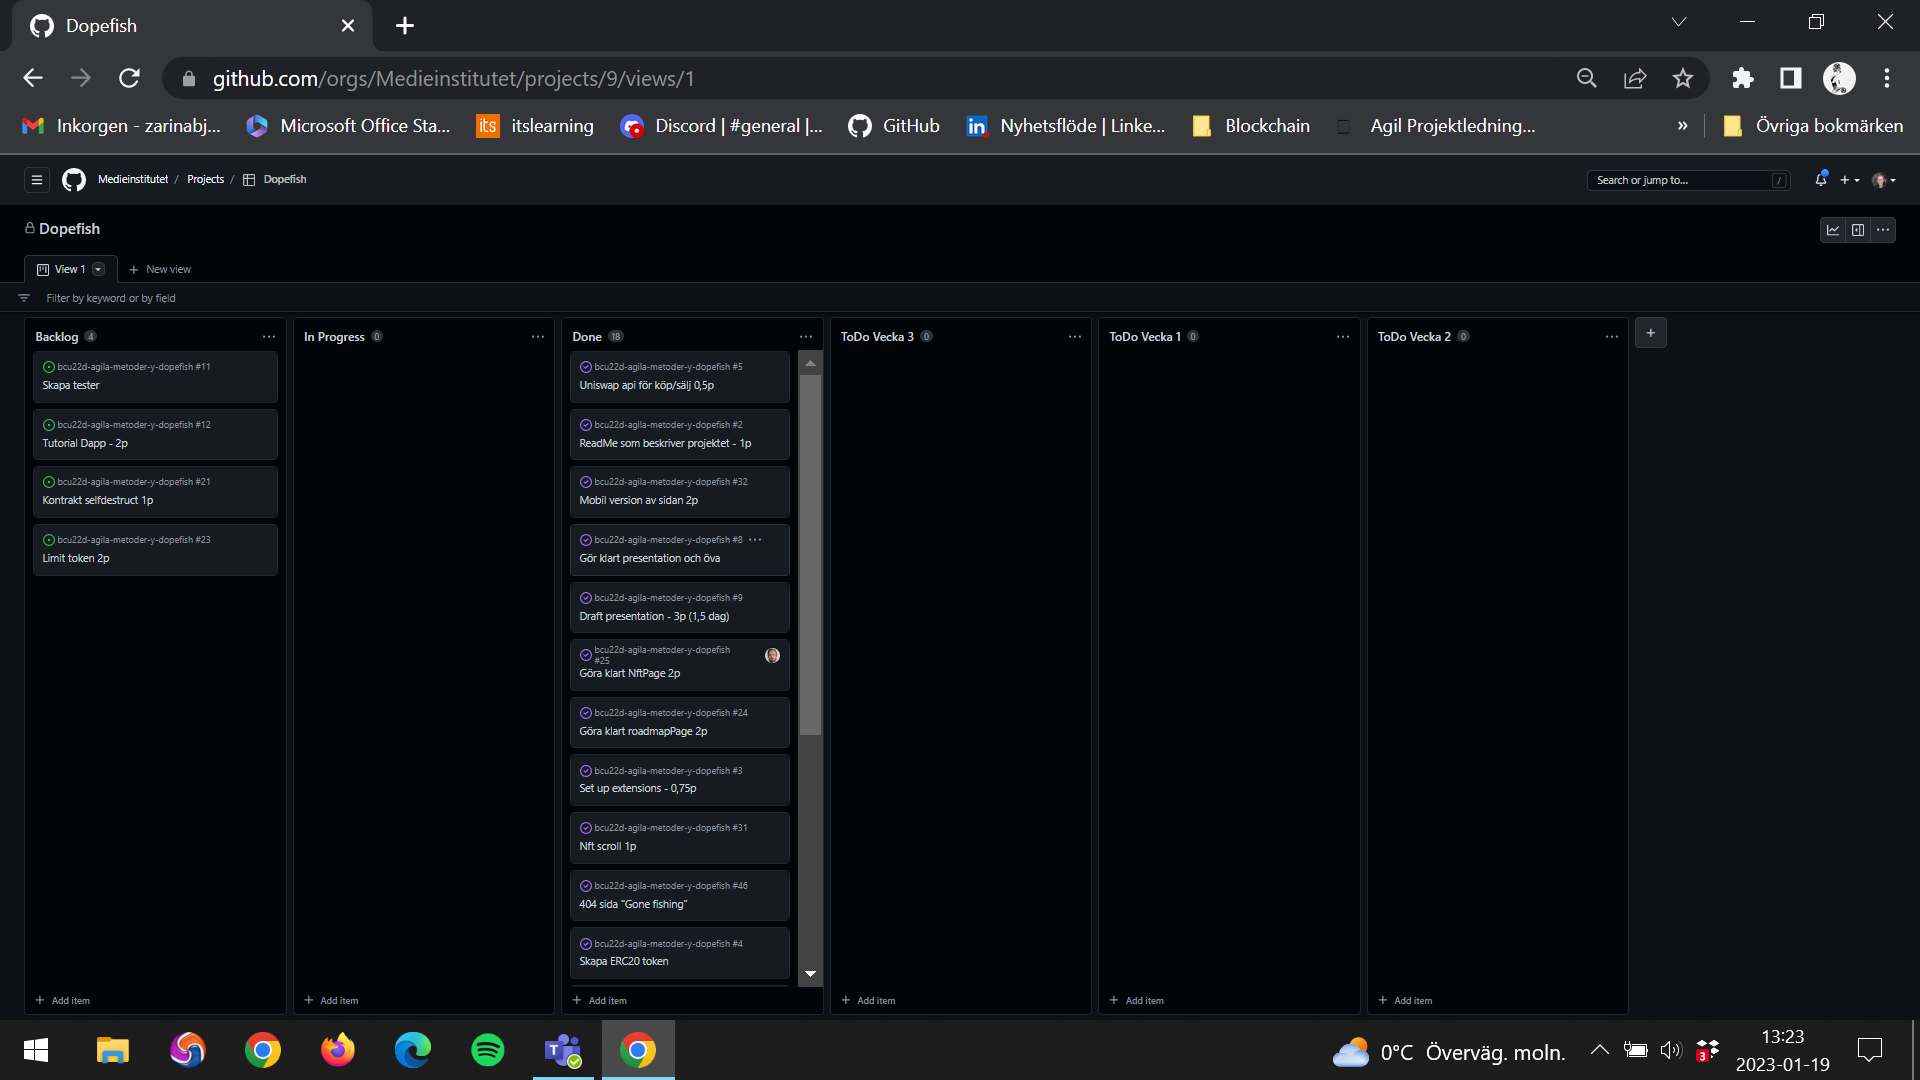 Dopefish
github.com/orgs/Medieinstitutet/projects/9/views/1
Inkorgen - zarinabj...
Microsoft Office Sta...
its
itslearning
Discord | #general |...
GitHub
Nyhetsflöde | Linke...
Blockchain
Agil Projektledning...
»
Övriga bokmärken
Medieinstitutet / Projects / Dopefish
Search or jump to... /
Dopefish
View 1
New view
Filter by keyword or by field
Backlog 4
bcu22d-agila-metoder-y-dopefish #11
Skapa tester
bcu22d-agila-metoder-y-dopefish #12
Tutorial Dapp - 2p
bcu22d-agila-metoder-y-dopefish #21
Kontrakt selfdestruct 1p
bcu22d-agila-metoder-y-dopefish #23
Limit token 2p
+ Add item
In Progress 0
+ Add item
Done 18
bcu22d-agila-metoder-y-dopefish #5
Uniswap api för köp/sälj 0,5p
bcu22d-agila-metoder-y-dopefish #2
ReadMe som beskriver projektet - 1p
bcu22d-agila-metoder-y-dopefish #32
Mobil version av sidan 2p
bcu22d-agila-metoder-y-dopefish #8
Gör klart presentation och öva
bcu22d-agila-metoder-y-dopefish #9
Draft presentation - 3p (1,5 dag)
bcu22d-agila-metoder-y-dopefish
#25
Göra klart NftPage 2p
bcu22d-agila-metoder-y-dopefish #24
Göra klart roadmapPage 2p
bcu22d-agila-metoder-y-dopefish #3
Set up extensions - 0,75p
bcu22d-agila-metoder-y-dopefish #31
Nft scroll 1p
bcu22d-agila-metoder-y-dopefish #46
404 sida "Gone fishing"
bcu22d-agila-metoder-y-dopefish #4
Skapa ERC20 token
+ Add item
ToDo Vecka 3 0
+ Add item
ToDo Vecka 1 0
+ Add item
ToDo Vecka 2 0
+ Add item
0°C Överväg. moln.
3
13:23
2023-01-19